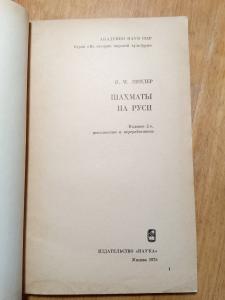 АКАДЕМИЯ НАУК СССР
Серия «Из истории мировой культуры»
И. М. ЛИНДЕР
ШАХМАТЫ
НА РУСИ
Издание 2-е,
дополненное и переработанное
ИЗДАТЕЛЬСТВО «НАУКА»
Москва 1975
1